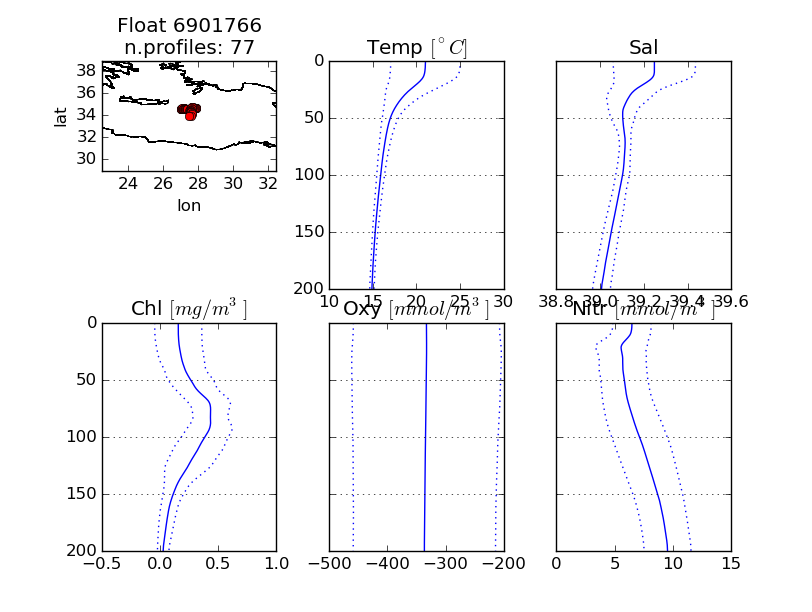 Float 6901766
n.profiles: 77
Temp [°C]
Sal
38
36
34
32
30
lat
24 26 28 30 32
lon
0
50
100
150
200
10 15 20 25 30
38.8 39.0 39.2 39.4 39.6
Chl [mg/m³]
Oxy [mmol/m³]
Nitr [mmol/m³]
0
50
100
150
200
−0.5 0.0 0.5 1.0
−500 −400 −300 −200
0 5 10 15